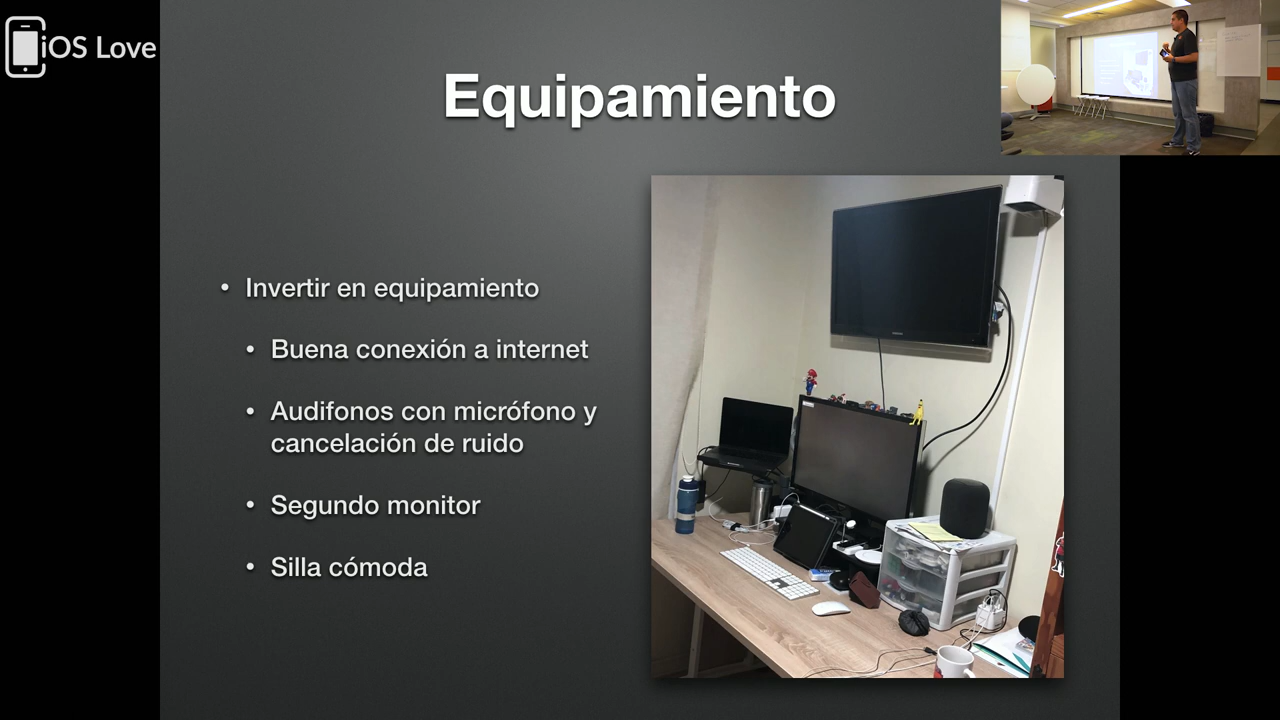 iOS Love
Equipamiento
• Invertir en equipamiento
• Buena conexión a internet
• Audifonos con micrófono y
cancelación de ruido
• Segundo monitor
• Silla cómoda